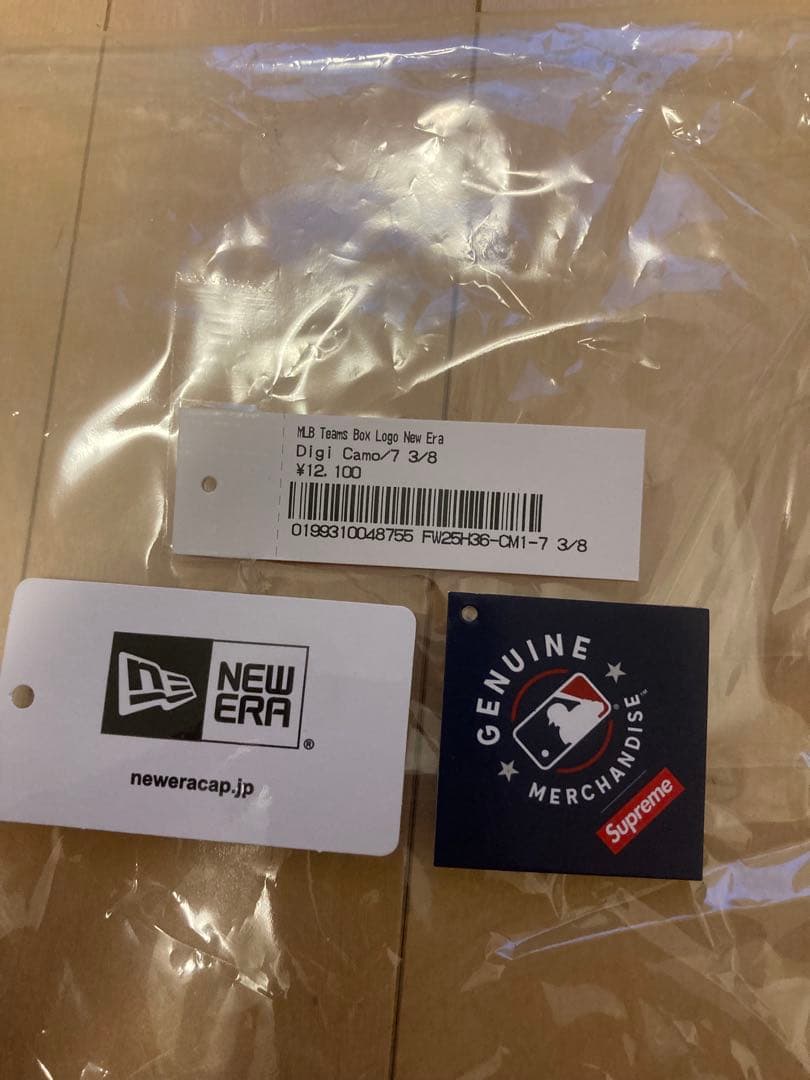 MLB Teams Box Logo New Era
Digi Camo/7 3/8
¥12,100
0199310048755 FW25H36-CM1-7 3/8
NEW
ERA
®
neweracap.jp
GENUINE
MERCHANDISE™
®
Supreme